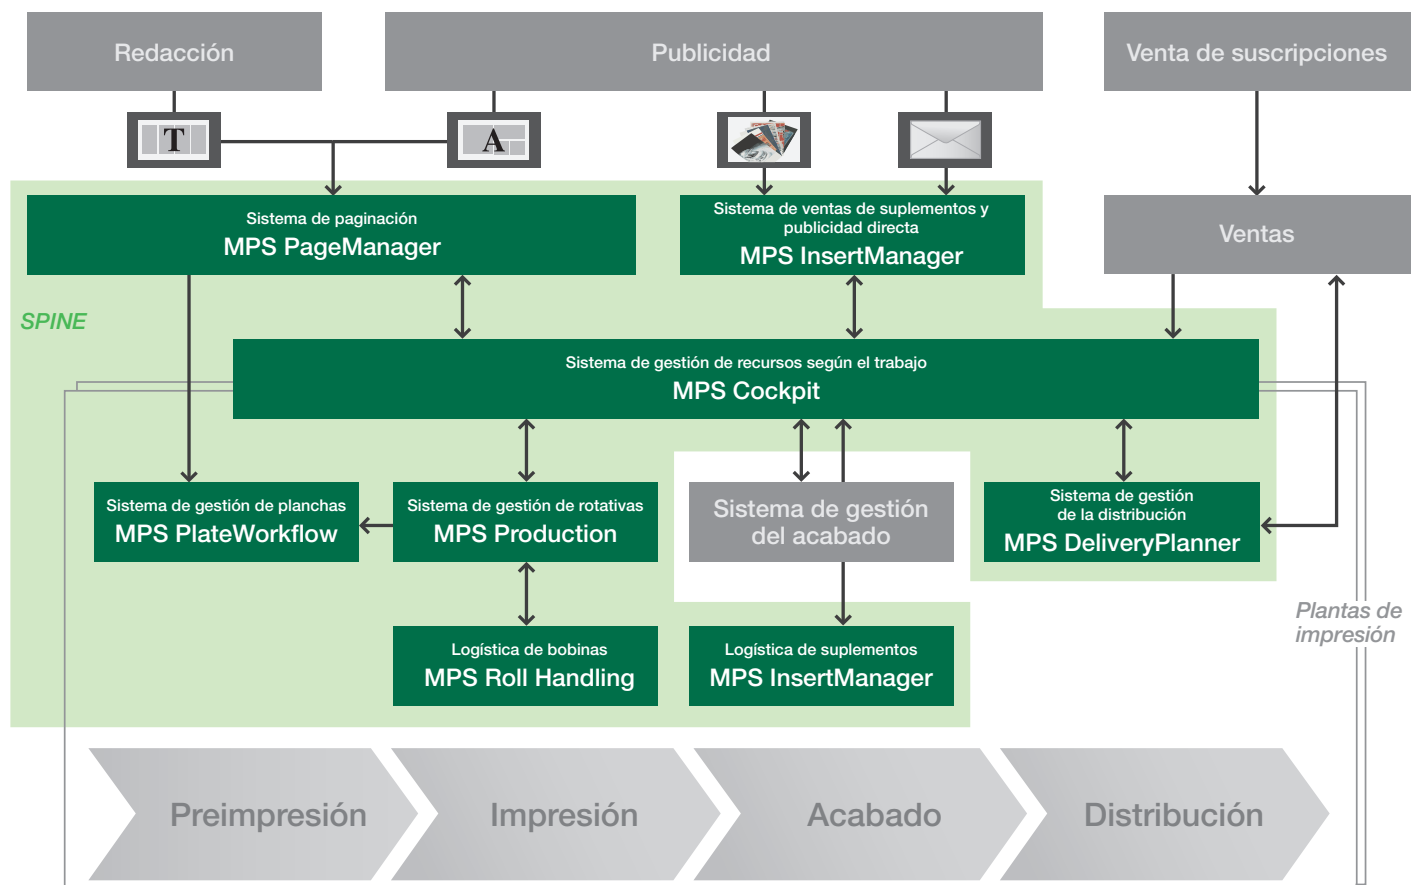 Redacción
Publicidad
Venta de suscripciones
T
A
Sistema de paginación
MPS PageManager
Sistema de ventas de suplementos y
publicidad directa
MPS InsertManager
Ventas
SPINE
Sistema de gestión de recursos según el trabajo
MPS Cockpit
Sistema de gestión de planchas
MPS PlateWorkflow
Sistema de gestión de rotativas
MPS Production
Sistema de gestión
del acabado
Sistema de gestión
de la distribución
MPS DeliveryPlanner
Plantas de
impresión
Logística de bobinas
MPS Roll Handling
Logística de suplementos
MPS InsertManager
Preimpresión
Impresión
Acabado
Distribución